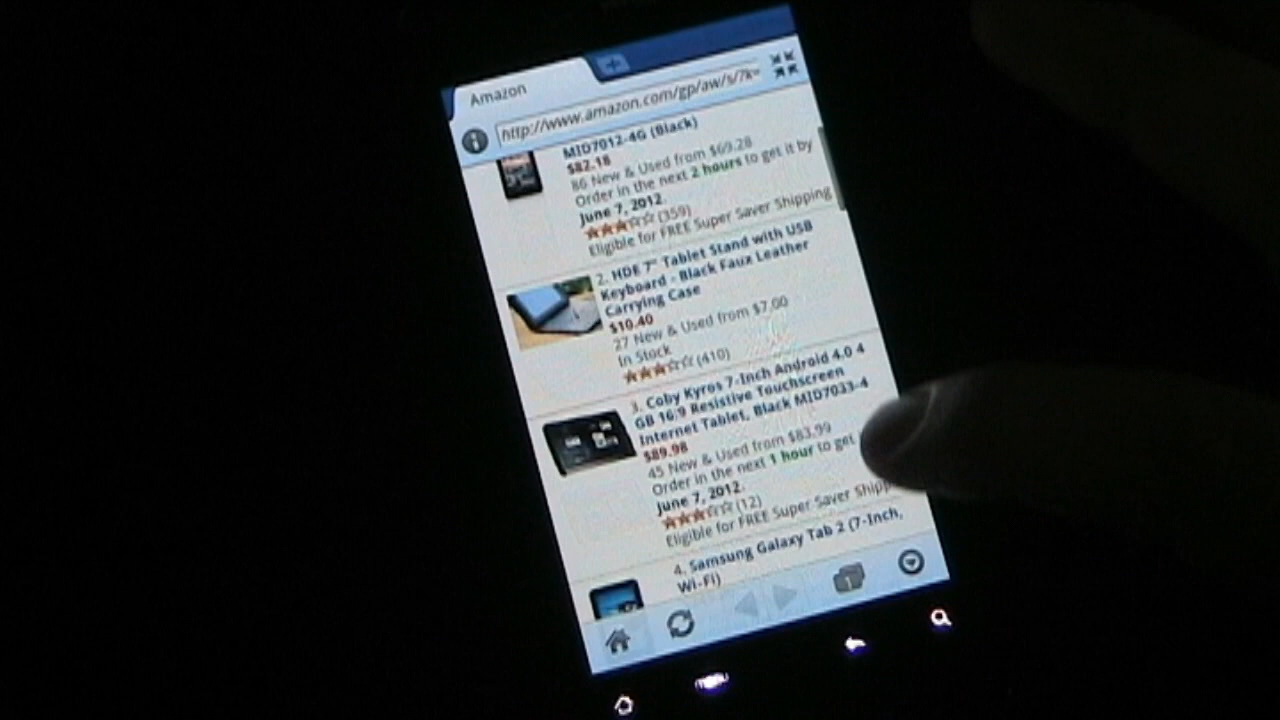 Amazon
http://www.amazon.com/gp/aw/s/?k=
MID7012-4G (Black)
$82.18
86 New & Used from $69.28
Order in the next 2 hours to get it by
June 7, 2012.
(359)
Eligible for FREE Super Saver Shipping
2. HDE 7" Tablet Stand with USB
Keyboard - Black Faux Leather
Carrying Case
$10.40
27 New & Used from $7.00
In Stock
(410)
3. Coby Kyros 7-Inch Android 4.0 4
GB 16:9 Resistive Touchscreen
Internet Tablet, Black MID7033-4
$89.98
45 New & Used from $83.99
Order in the next 1 hour to get
June 7, 2012.
(12)
Eligible for FREE Super Saver Shipp
4. Samsung Galaxy Tab 2 (7-Inch,
Wi-Fi)
1
menu